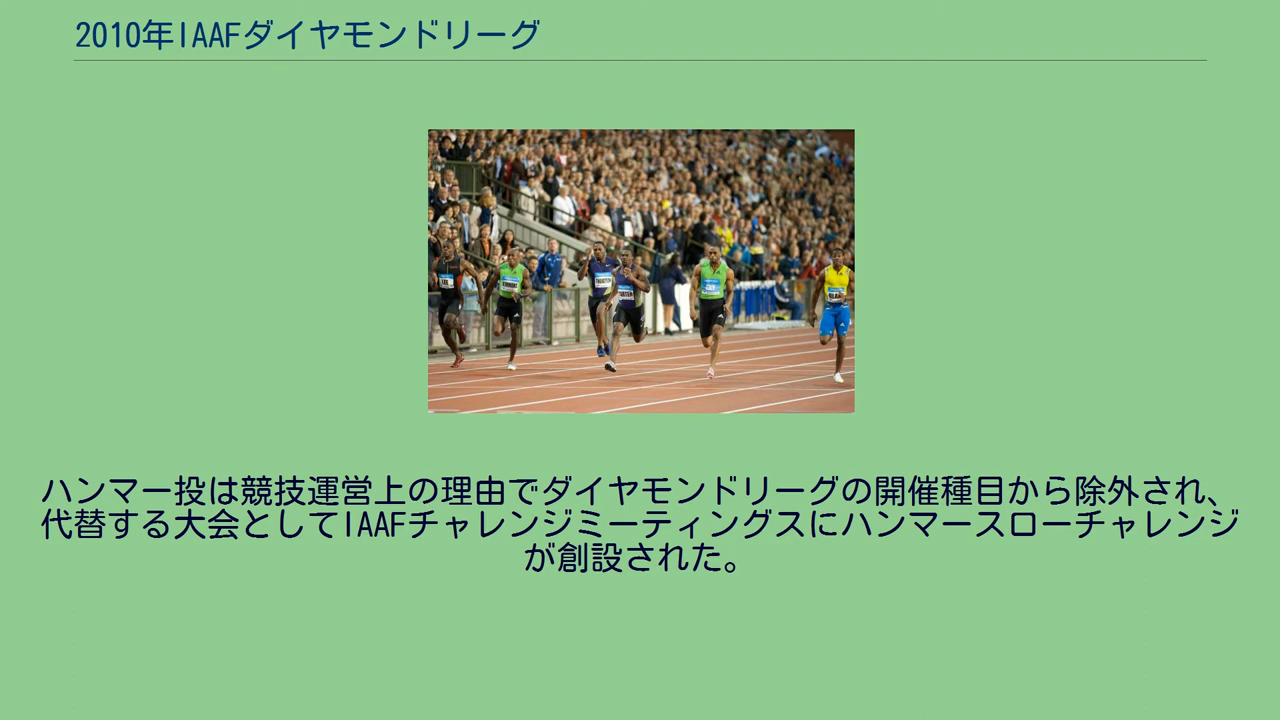 2010年IAAFダイヤモンドリーグ
ハンマー投は競技運営上の理由でダイヤモンドリーグの開催種目から除外され、
代替する大会としてIAAFチャレンジミーティングスにハンマースローチャレンジ
が創設された。